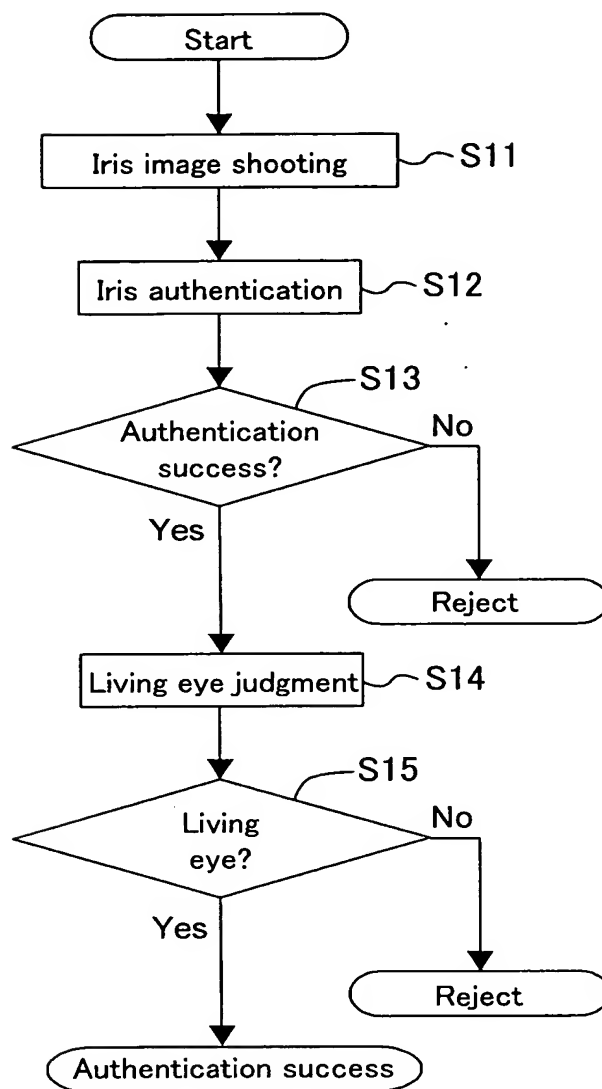 Start
Iris image shooting
S11
Iris authentication
S12
S13
Authentication
success?
No
Yes
Reject
Living eye judgment
S14
S15
Living
eye?
No
Yes
Reject
Authentication success